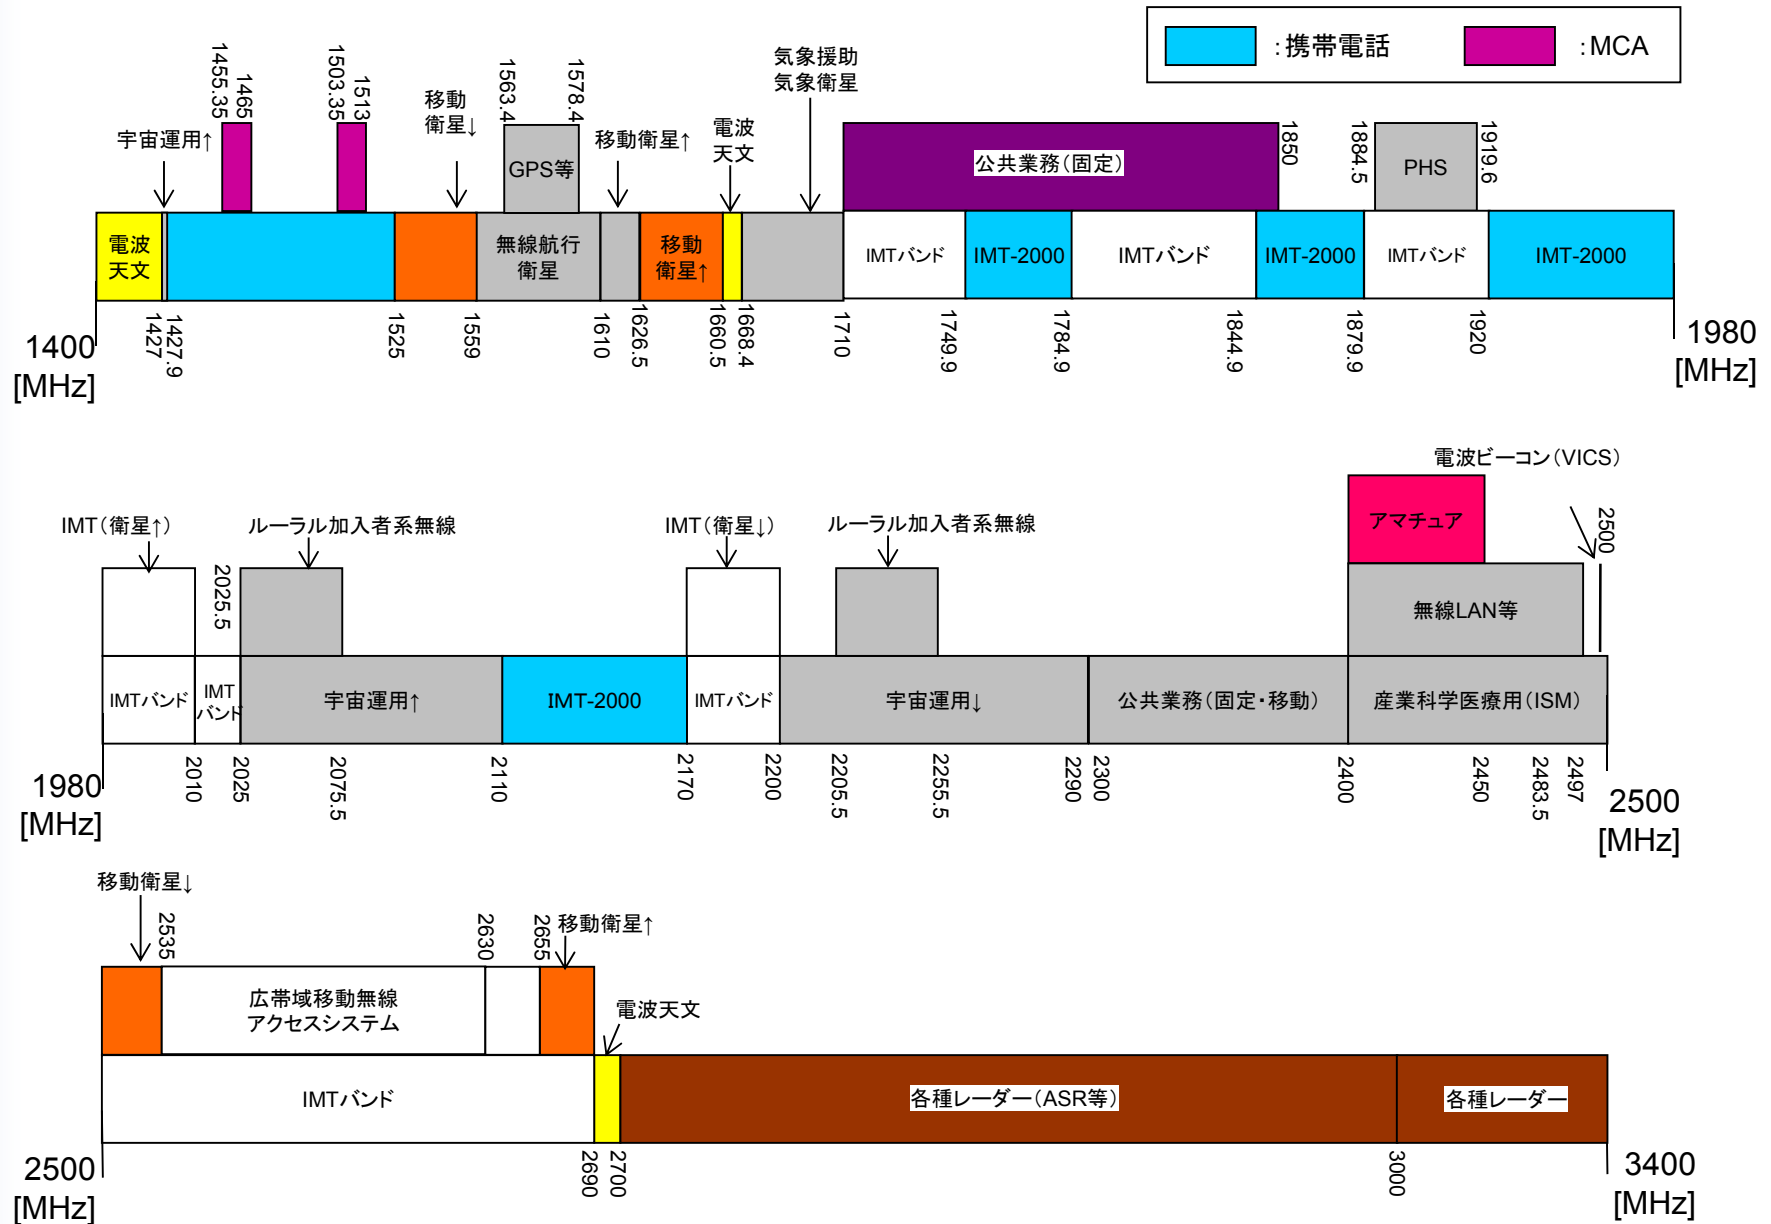 :携帯電話
:MCA
1455.35
1465
1503.35
1513
1563.4
1578.4
宇宙運用↑
移動
衛星↓
移動衛星↑
電波
天文
気象援助
気象衛星
GPS等
公共業務(固定)
1850
1884.5
PHS
1919.6
電波
天文
無線航行
衛星
移動
衛星↑
IMTバンド
IMT-2000
IMTバンド
IMT-2000
IMTバンド
IMT-2000
1400
[MHz]
1427
1427.9
1525
1559
1610
1626.5
1660.5
1668.4
1710
1749.9
1784.9
1844.9
1879.9
1920
1980
[MHz]
電波ビーコン(VICS)
IMT(衛星↑)
2025.5
ルーラル加入者系無線
IMT(衛星↓)
ルーラル加入者系無線
アマチュア
2500
無線LAN等
IMTバンド
IMT
バンド
宇宙運用↑
IMT-2000
IMTバンド
宇宙運用↓
公共業務(固定・移動)
産業科学医療用(ISM)
1980
[MHz]
2010
2025
2075.5
2110
2170
2200
2205.5
2255.5
2290
2300
2400
2450
2483.5
2497
2500
[MHz]
移動衛星↓
2535
2630
2655
移動衛星↑
広帯域移動無線
アクセスシステム
電波天文
IMTバンド
各種レーダー(ASR等)
各種レーダー
2500
[MHz]
2690
2700
3000
3400
[MHz]